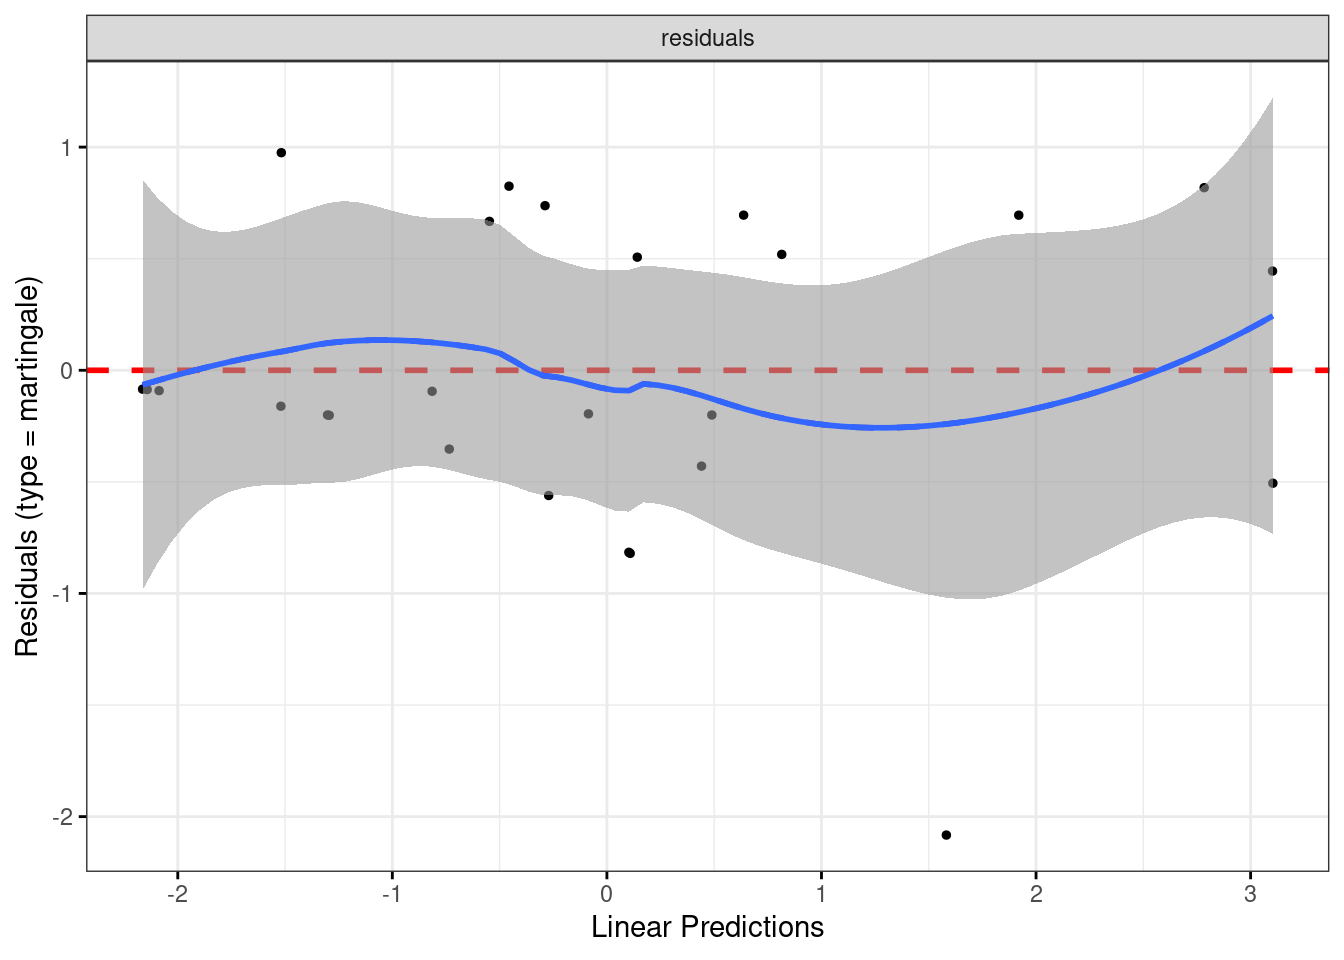 residuals
Residuals (type = martingale)
1
0
-1
-2
-2 -1 0 1 2 3
Linear Predictions